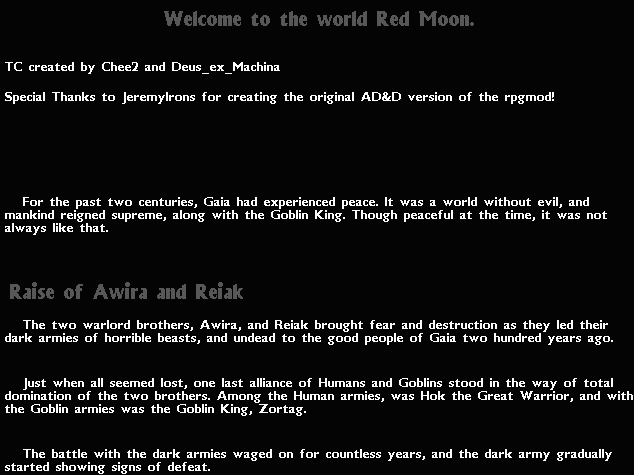 Welcome to the world Red Moon.
TC created by Chee2 and Deus_ex_Machina
Special Thanks to JeremyIrons for creating the original AD&D version of the rpgmod!
For the past two centuries, Gaia had experienced peace. It was a world without evil, and
mankind reigned supreme, along with the Goblin King. Though peaceful at the time, it was not
always like that.
Raise of Awira and Reiak
The two warlord brothers, Awira, and Reiak brought fear and destruction as they led their
dark armies of horrible beasts, and undead to the good people of Gaia two hundred years ago.
Just when all seemed lost, one last alliance of Humans and Goblins stood in the way of total
domination of the two brothers. Among the Human armies, was Hok the Great Warrior, and with
the Goblin armies was the Goblin King, Zortag.
The battle with the dark armies waged on for countless years, and the dark army gradually
started showing signs of defeat.